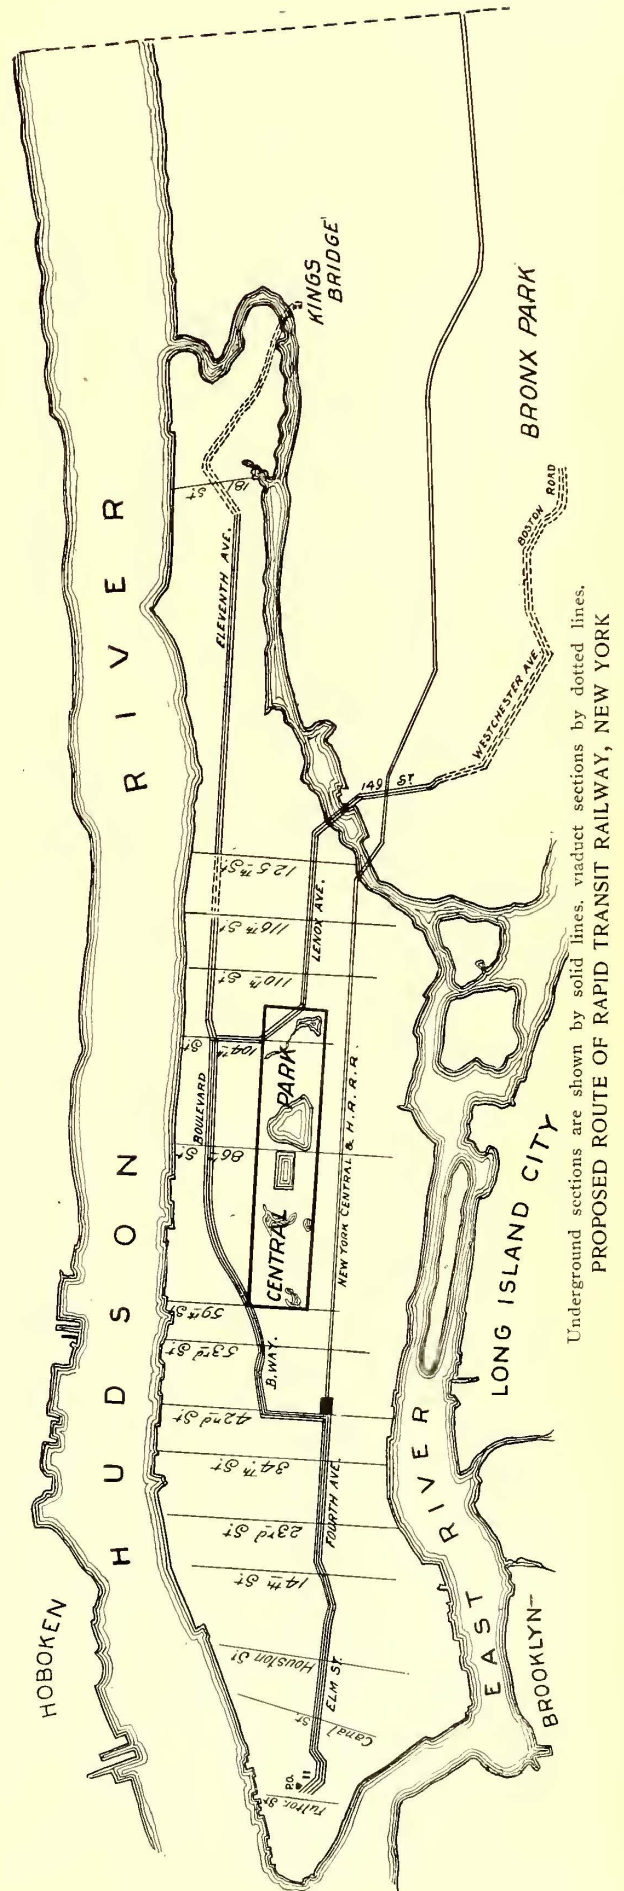 HOBOKEN
HUDSON RIVER
KINGS
BRIDGE
181
St
ELEVENTH AVE.
BRONX PARK
BOSTON
ROAD
WESTCHESTER AVE.
149 ST
125th St.
116th St
110th St
LENOX AVE.
104th
St
BOULEVARD
86th
St
CENTRAL PARK
NEW YORK CENTRAL & H.R.R.R.
59th St
53rd St.
B.WAY.
42nd St
34th St
23rd St
FOURTH AVE.
14th St
Houston St
ELM ST.
Canal St.
P.O.
Fulton St
EAST RIVER
LONG ISLAND CITY
BROOKLYN-
Underground sections are shown by solid lines. viaduct sections by dotted lines.
PROPOSED ROUTE OF RAPID TRANSIT RAILWAY, NEW YORK